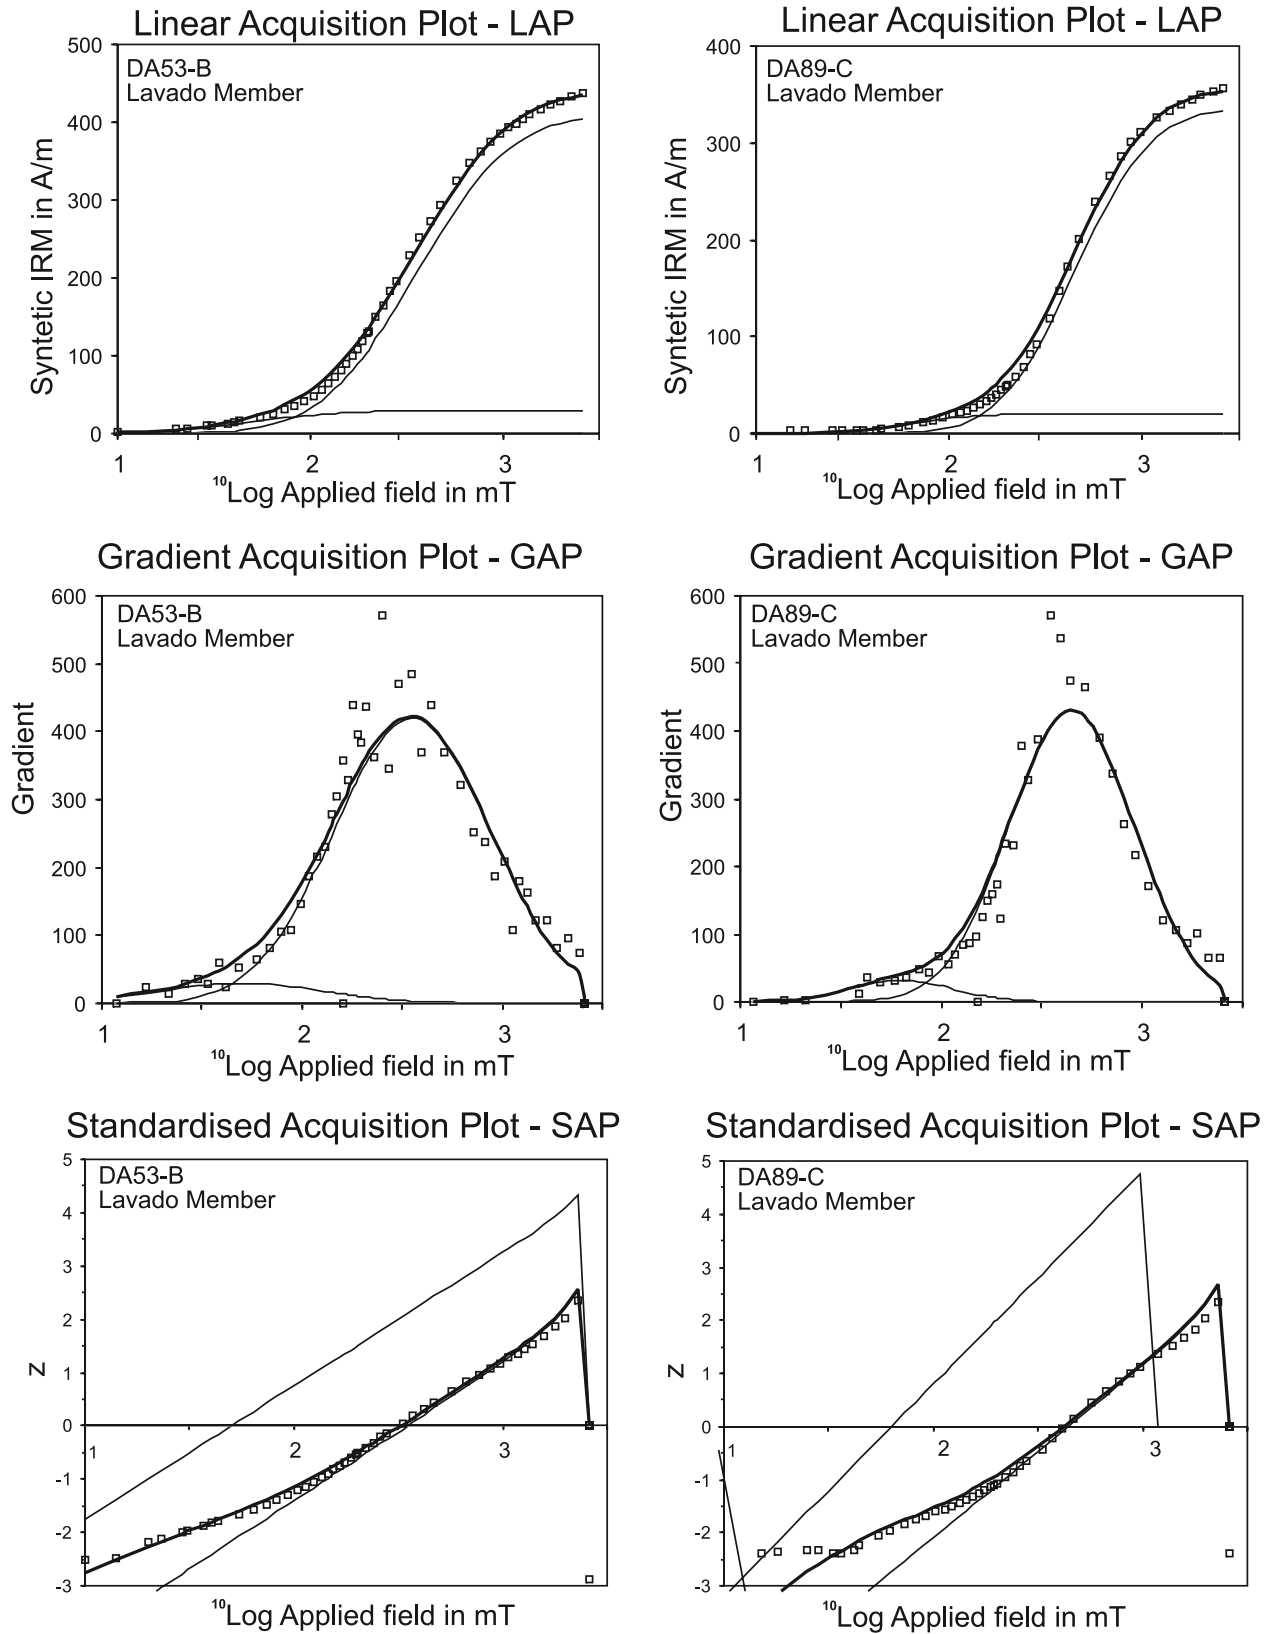 Linear Acquisition Plot - LAP
500
DA53-B
Lavado Member
400
300
200
100
0
Syntetic IRM in A/m
1 2 3
10Log Applied field in mT
Linear Acquisition Plot - LAP
400
DA89-C
Lavado Member
300
200
100
0
Syntetic IRM in A/m
1 2 3
10Log Applied field in mT
Gradient Acquisition Plot - GAP
600
DA53-B
Lavado Member
500
400
300
200
100
0
Gradient
1 2 3
10Log Applied field in mT
Gradient Acquisition Plot - GAP
600
DA89-C
Lavado Member
500
400
300
200
100
0
Gradient
1 2 3
10Log Applied field in mT
Standardised Acquisition Plot - SAP
5
DA53-B
Lavado Member
4
3
2
1
0
z
1 2 3
-1
-2
-3
10Log Applied field in mT
Standardised Acquisition Plot - SAP
5
DA89-C
Lavado Member
4
3
2
1
0
z
1 2 3
-1
-2
-3
10Log Applied field in mT